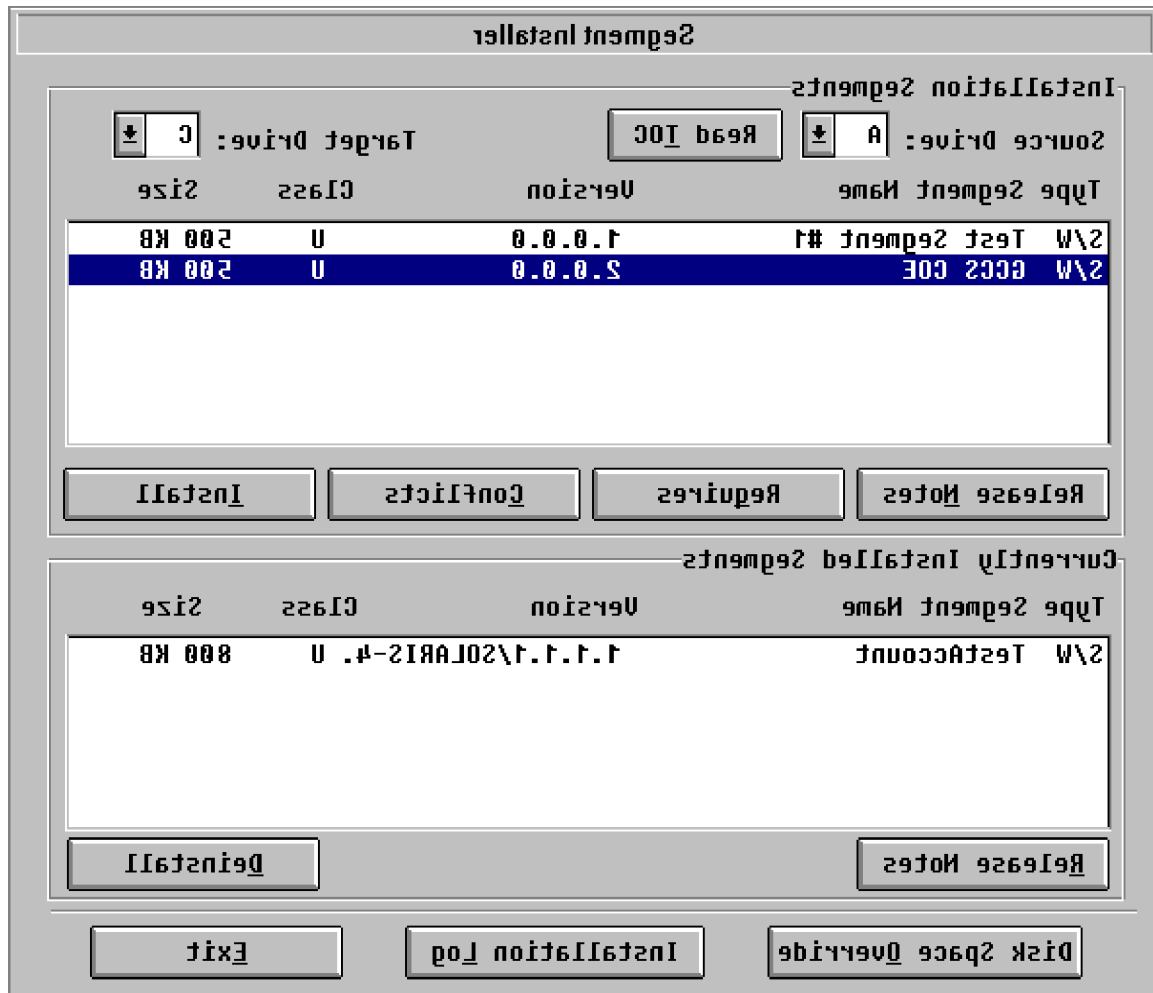 Segment Installer
Installation Segments
Source Drive: A Read TOC Target Drive: C
Type Segment Name Version Class Size
S/W Test Segment #1 1.0.0.0 U 500 KB
S/W GCCS COE 2.0.0.0 U 500 KB
Release Notes Requires Conflicts Install
Currently Installed Segments
Type Segment Name Version Class Size
S/W TestAccount 1.1.1.1/SOLARIS-4. U 800 KB
Release Notes Deinstall
Disk Space Override Installation Log Exit